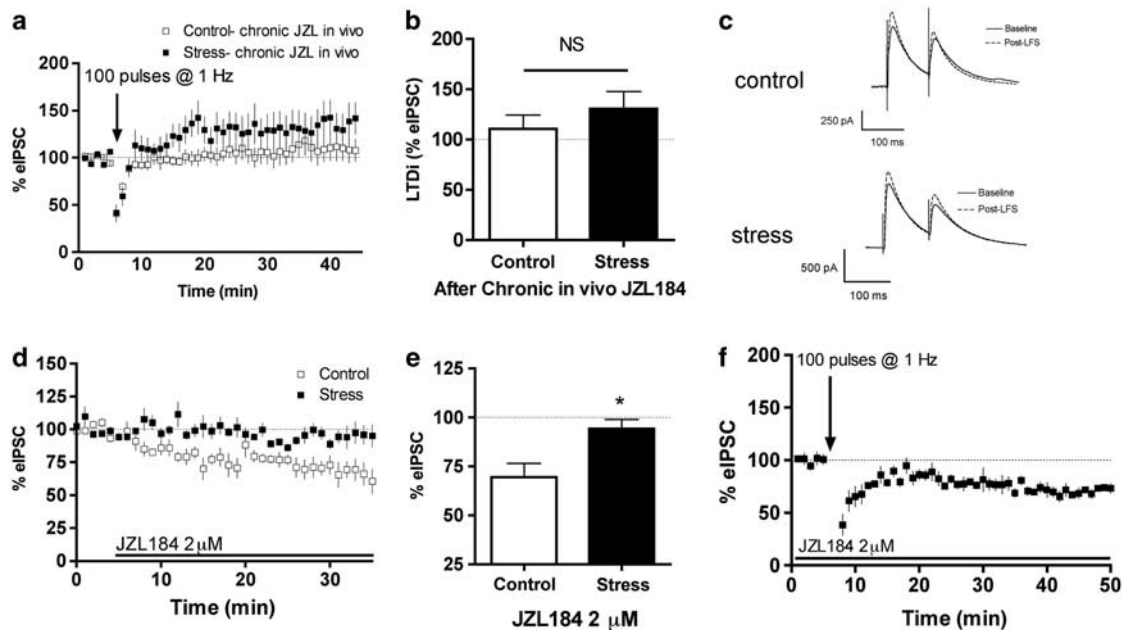 a
Control- chronic JZL in vivo
Stress- chronic JZL in vivo
100 pulses @ 1 Hz
200
150
100
50
0
% eIPSC
0 10 20 30 40
Time (min)
b
NS
200
150
100
50
0
LTDi (% eIPSC)
Control Stress
After Chronic in vivo JZL184
c
control
Baseline
Post-LFS
250 pA
100 ms
stress
Baseline
Post-LFS
500 pA
100 ms
d
Control
Stress
150
125
100
75
50
25
0
% eIPSC
JZL184 2 μM
0 10 20 30
Time (min)
e
*
125
100
75
50
25
% eIPSC
Control Stress
JZL184 2 μM
f
100 pulses @ 1 Hz
200
150
100
50
0
% eIPSC
JZL184 2μM
0 10 20 30 40 50
Time (min)